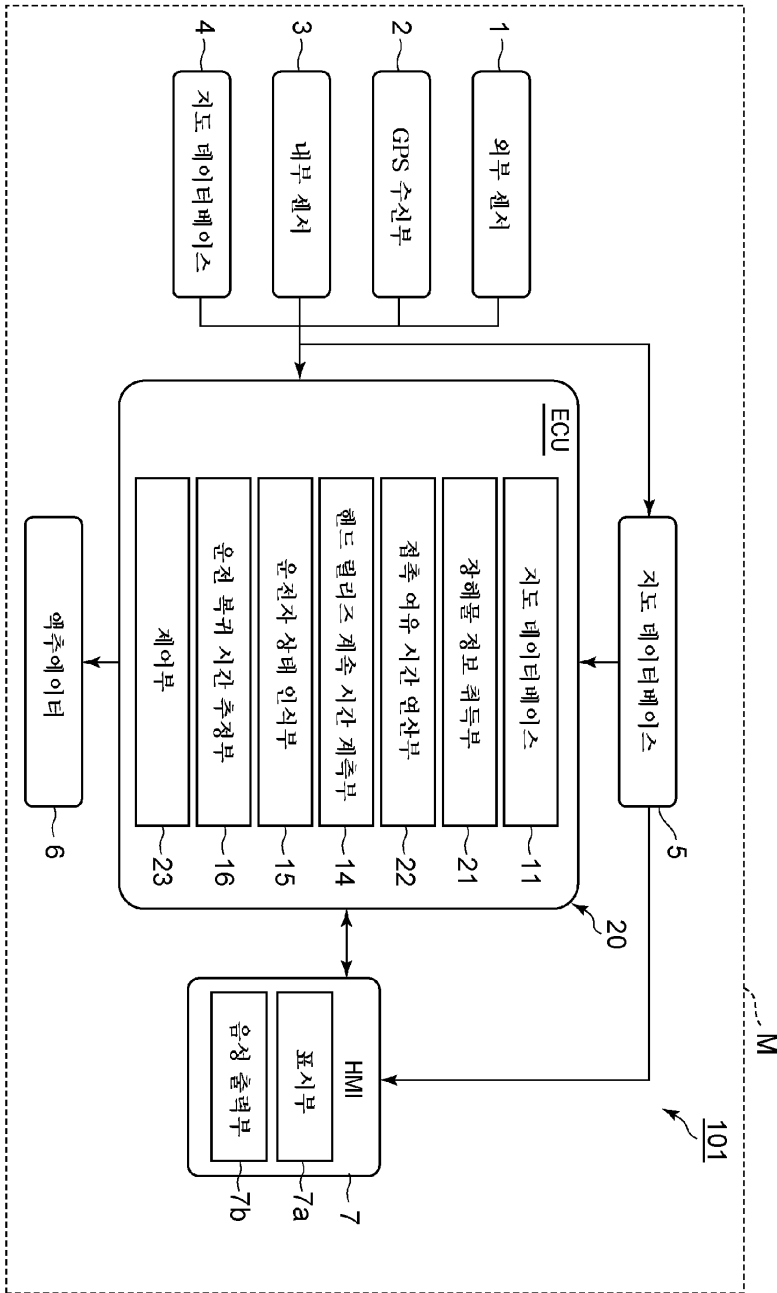 M
101
지도 데이터베이스
5
20
ECU
1
외부 센서
2
GPS 수신부
3
내부 센서
4
지도 데이터베이스
지도 데이터베이스
11
장해물 정보 취득부
21
접촉 여유 시간 연산부
22
핸드 릴리즈 계속 시간 계측부
14
운전자 상태 인식부
15
운전 복귀 시간 추정부
16
제어부
23
HMI
7
표시부
7a
음성 출력부
7b
액추에이터
6